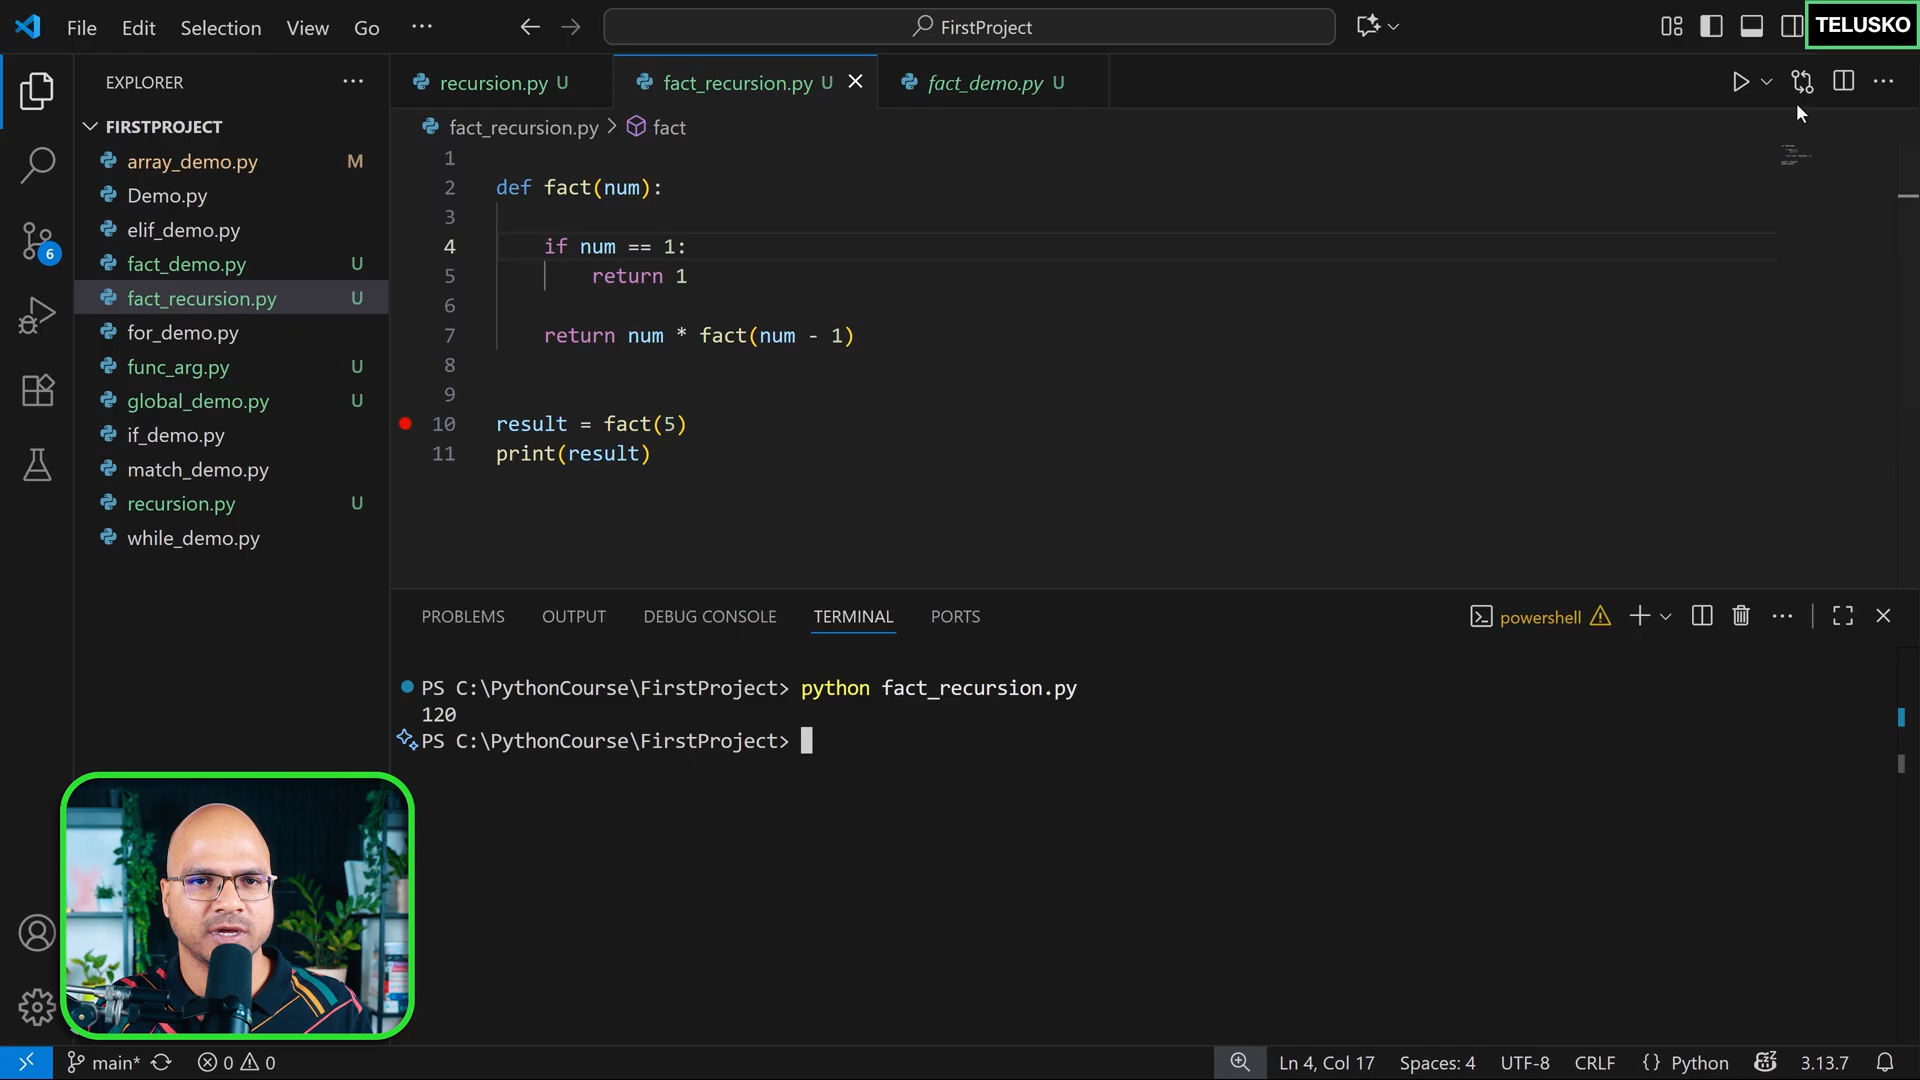 File Edit Selection View Go ... FirstProject TELUSKO
EXPLORER ...
FIRSTPROJECT
array_demo.py M
Demo.py
elif_demo.py
fact_demo.py U
fact_recursion.py U
for_demo.py
func_arg.py U
global_demo.py U
if_demo.py
match_demo.py
recursion.py U
while_demo.py
recursion.py U fact_recursion.py U fact_demo.py U
fact_recursion.py > fact
1
2 def fact(num):
3
4 if num == 1:
5 return 1
6
7 return num * fact(num - 1)
8
9
10 result = fact(5)
11 print(result)
6
PROBLEMS OUTPUT DEBUG CONSOLE TERMINAL PORTS powershell
PS C:\PythonCourse\FirstProject> python fact_recursion.py
120
PS C:\PythonCourse\FirstProject>
main* 0 0 Ln 4, Col 17 Spaces: 4 UTF-8 CRLF {} Python 3.13.7